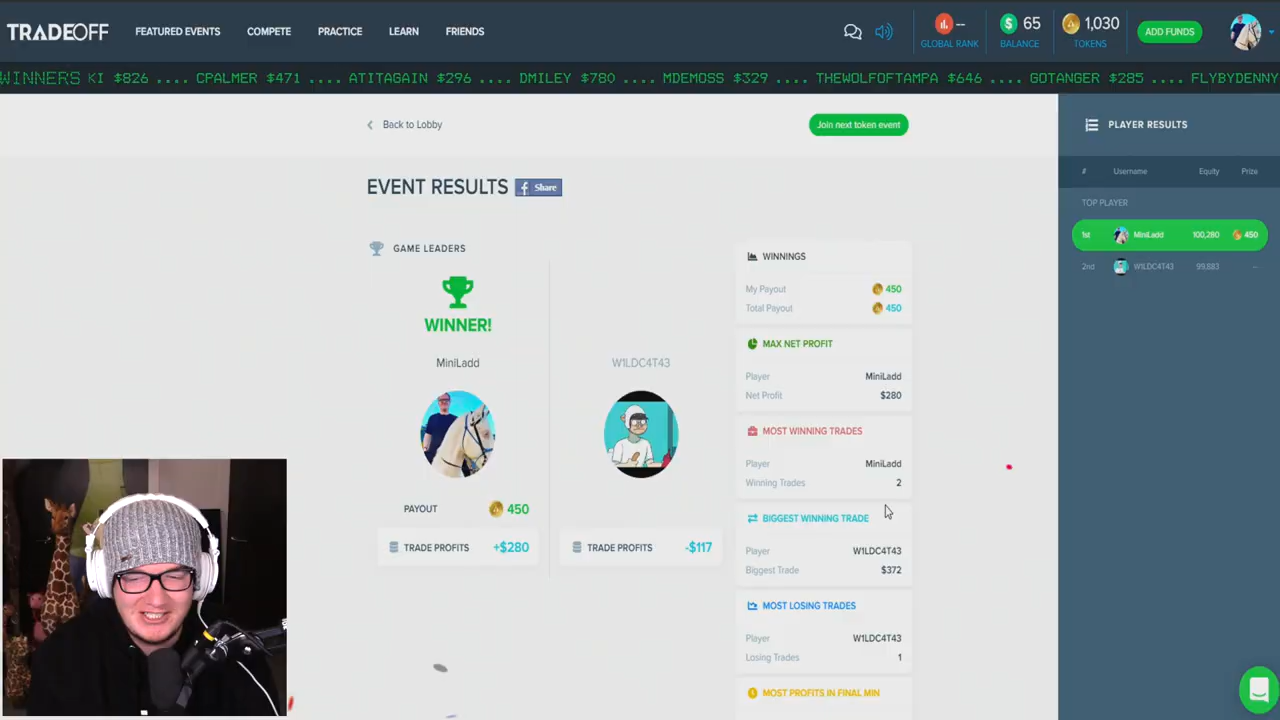 TRADEOFF
FEATURED EVENTS
COMPETE
PRACTICE
LEARN
FRIENDS
--
GLOBAL RANK
$ 65
BALANCE
1,030
TOKENS
ADD FUNDS
WINNERS KI $826 .... CPALMER $471 .... ATITAGAIN $296 .... DMILEY $780 .... MDEMOSS $329 .... THEWOLFOFTAMPA $646 .... GOTANGER $285 .... FLYBYDENNY
Back to Lobby
Join next token event
EVENT RESULTS
f Share
GAME LEADERS
WINNER!
MiniLadd
PAYOUT 450
TRADE PROFITS +$280
W1LDC4T43
TRADE PROFITS -$117
WINNINGS
My Payout 450
Total Payout 450
MAX NET PROFIT
Player MiniLadd
Net Profit $280
MOST WINNING TRADES
Player MiniLadd
Winning Trades 2
BIGGEST WINNING TRADE
Player W1LDC4T43
Biggest Trade $372
MOST LOSING TRADES
Player W1LDC4T43
Losing Trades 1
MOST PROFITS IN FINAL MIN
PLAYER RESULTS
# Username Equity Prize
TOP PLAYER
1st MiniLadd 100,280 450
2nd W1LDC4T43 99,883 --